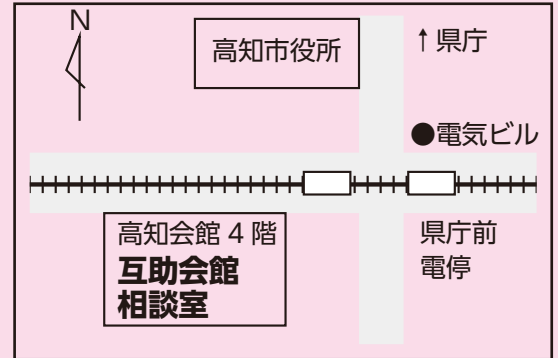 N
高知市役所
↑県庁
●電気ビル
県庁前
電停
高知会館 4 階
互助会館
相談室